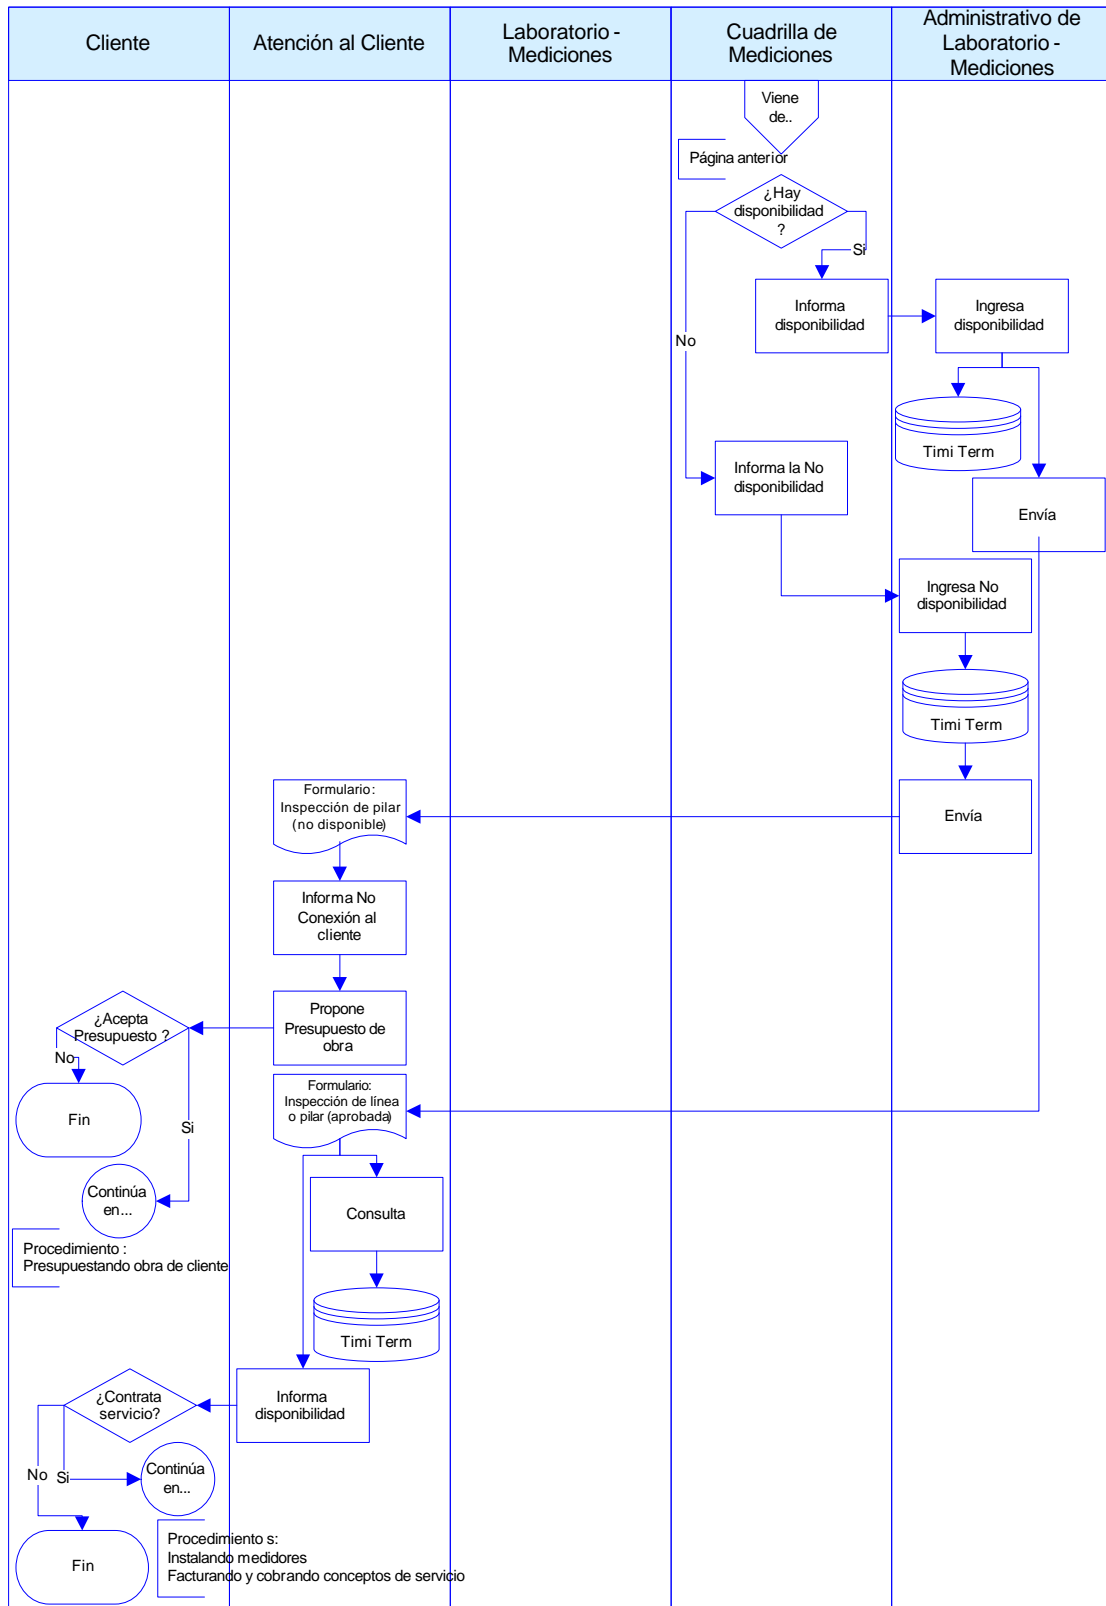 Cliente
Atención al Cliente
Laboratorio -
Mediciones
Cuadrilla de
Mediciones
Administrativo de
Laboratorio -
Mediciones
Viene
de..
Página anterior
¿Hay
disponibilidad
?
Si
No
Informa
disponibilidad
Ingresa
disponibilidad
Timi Term
Informa la No
disponibilidad
Envía
Ingresa No
disponibilidad
Timi Term
Envía
Formulario:
Inspección de pilar
(no disponible)
Informa No
Conexión al
cliente
Propone
Presupuesto de
obra
¿Acepta
Presupuesto ?
No
Si
Fin
Formulario:
Inspección de línea
o pilar (aprobada)
Continúa
en...
Procedimiento :
Presupuestando obra de cliente
Consulta
Timi Term
Informa
disponibilidad
¿Contrata
servicio?
No
Si
Continúa
en...
Fin
Procedimiento s:
Instalando medidores
Facturando y cobrando conceptos de servicio